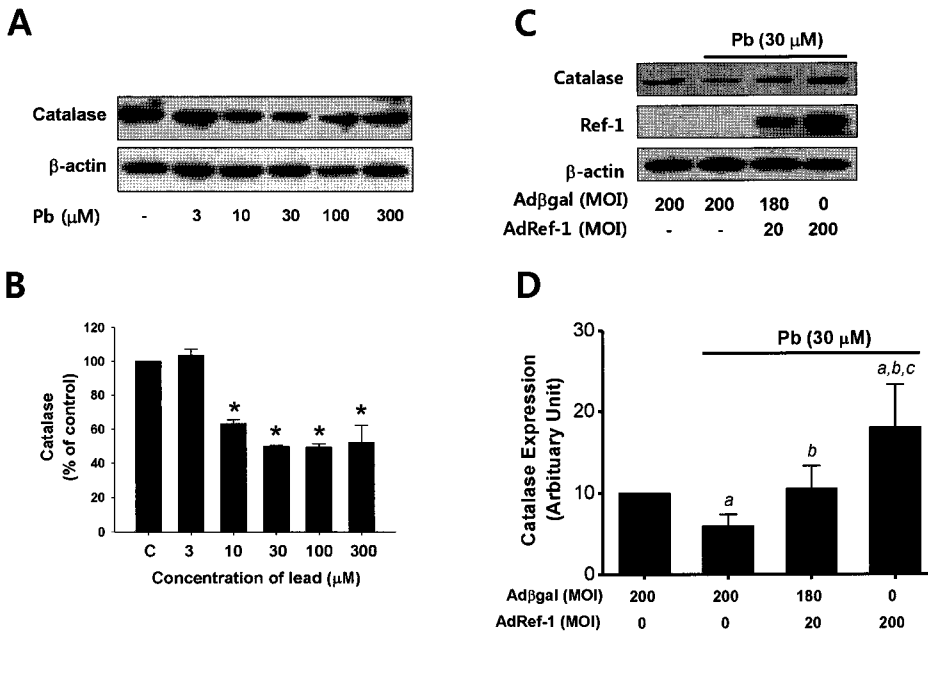 A
Catalase
β-actin
Pb (μM) - 3 10 30 100 300
B
120
100
80
60
40
20
0
Catalase
(% of control)
* * * *
C 3 10 30 100 300
Concentration of lead (μM)
C
Pb (30 μM)
Catalase
Ref-1
β-actin
Adβgal (MOI) 200 200 180 0
AdRef-1 (MOI) - - 20 200
D
30
20
10
0
Catalase Expression
(Arbituary Unit)
Pb (30 μM)
a b a,b,c
Adβgal (MOI) 200 200 180 0
AdRef-1 (MOI) 0 0 20 200